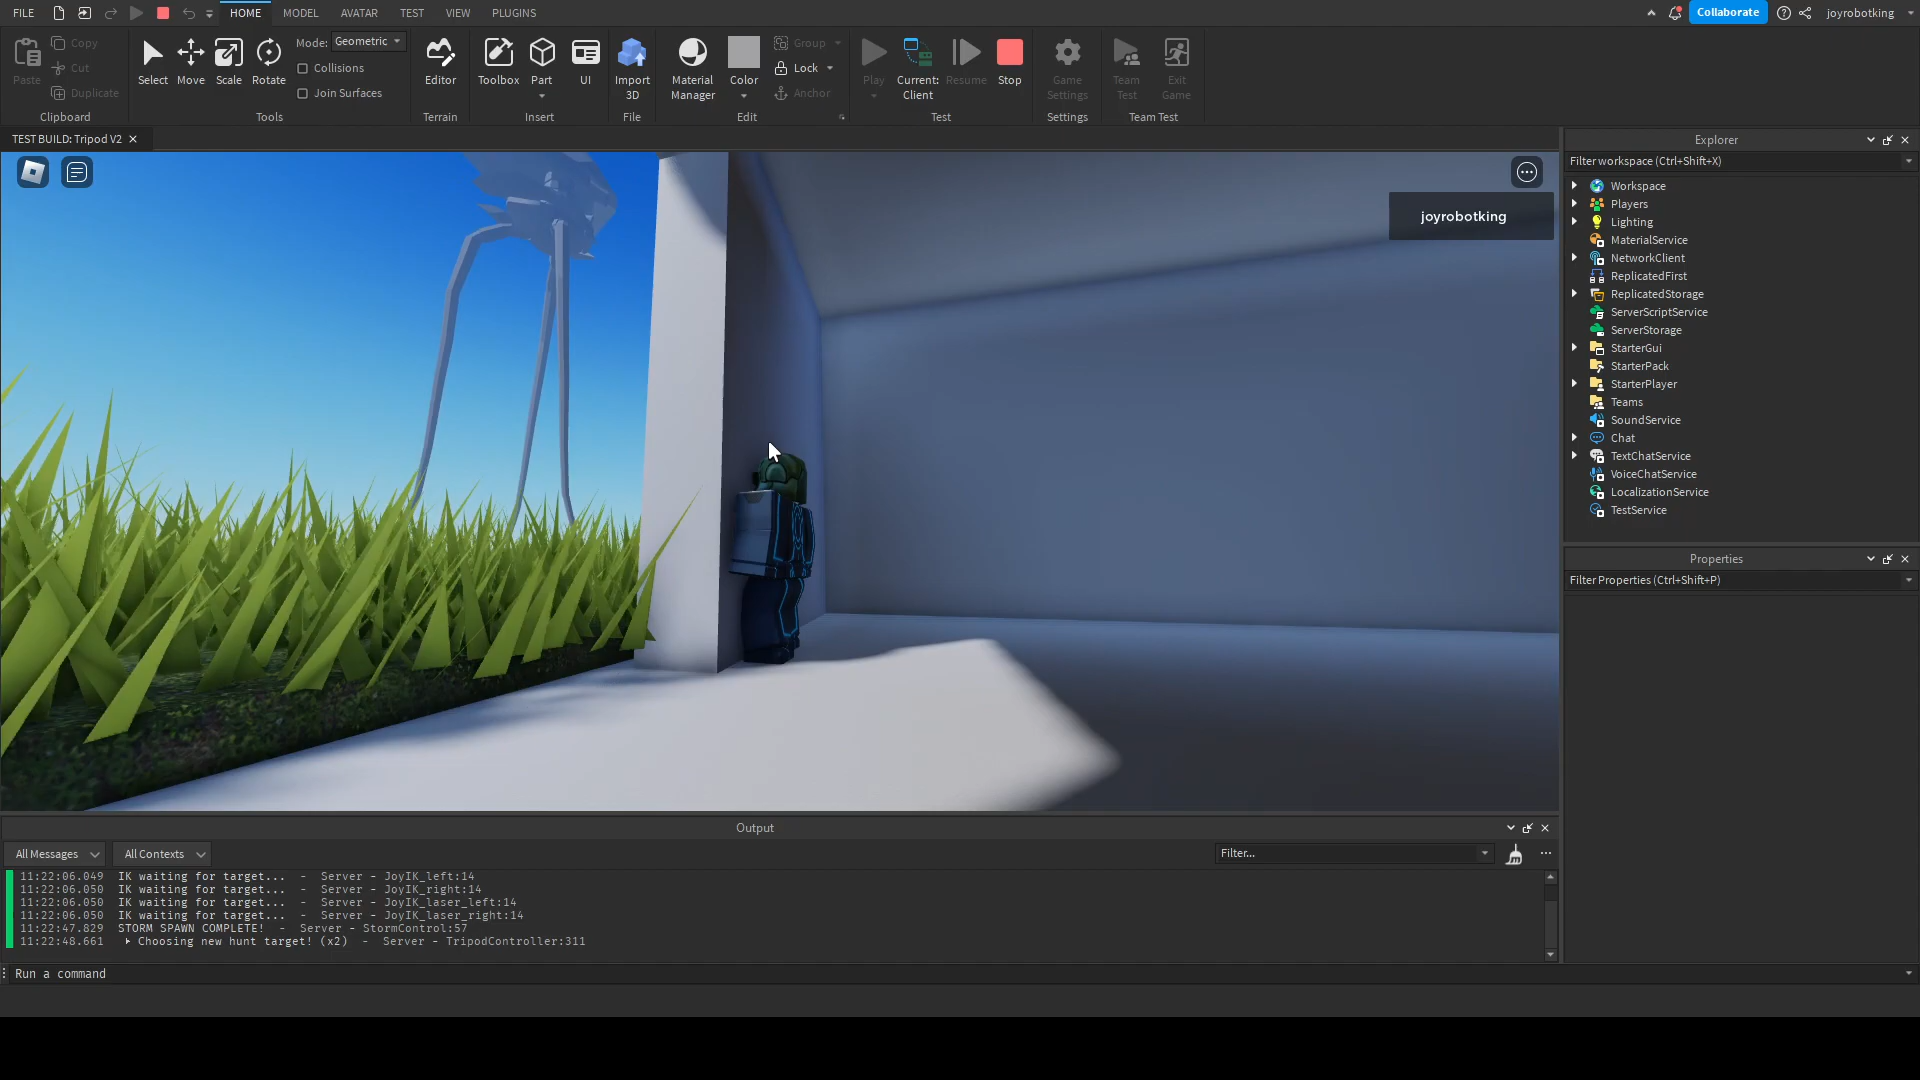 FILE
HOME MODEL AVATAR TEST VIEW PLUGINS
Collaborate
joyrobotking
Paste
Copy
Cut
Duplicate
Clipboard
Select Move Scale Rotate
Mode: Geometric
Collisions
Join Surfaces
Tools
Editor
Terrain
Toolbox Part UI
Insert
Import
3D
File
Material
Manager
Color
Group
Lock
Anchor
Edit
Play
Current:
Client
Resume
Stop
Test
Game
Settings
Settings
Team
Test
Exit
Game
Team Test
TEST BUILD: Tripod V2
joyrobotking
Explorer
Filter workspace (Ctrl+Shift+X)
Workspace
Players
Lighting
MaterialService
NetworkClient
ReplicatedFirst
ReplicatedStorage
ServerScriptService
ServerStorage
StarterGui
StarterPack
StarterPlayer
Teams
SoundService
Chat
TextChatService
VoiceChatService
LocalizationService
TestService
Properties
Filter Properties (Ctrl+Shift+P)
Output
All Messages All Contexts Filter...
11:22:06.049 IK waiting for target... - Server - JoyIK_left:14
11:22:06.050 IK waiting for target... - Server - JoyIK_right:14
11:22:06.050 IK waiting for target... - Server - JoyIK_laser_left:14
11:22:06.050 IK waiting for target... - Server - JoyIK_laser_right:14
11:22:47.829 STORM SPAWN COMPLETE! - Server - StormControl:57
11:22:48.661 Choosing new hunt target! (x2) - Server - TripodController:311
Run a command